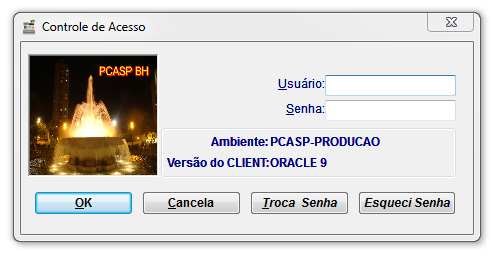 Controle de Acesso
PCASP BH
Usuário:
Senha:
Ambiente: PCASP-PRODUCAO
Versão do CLIENT: ORACLE 9
OK Cancela Troca Senha Esqueci Senha